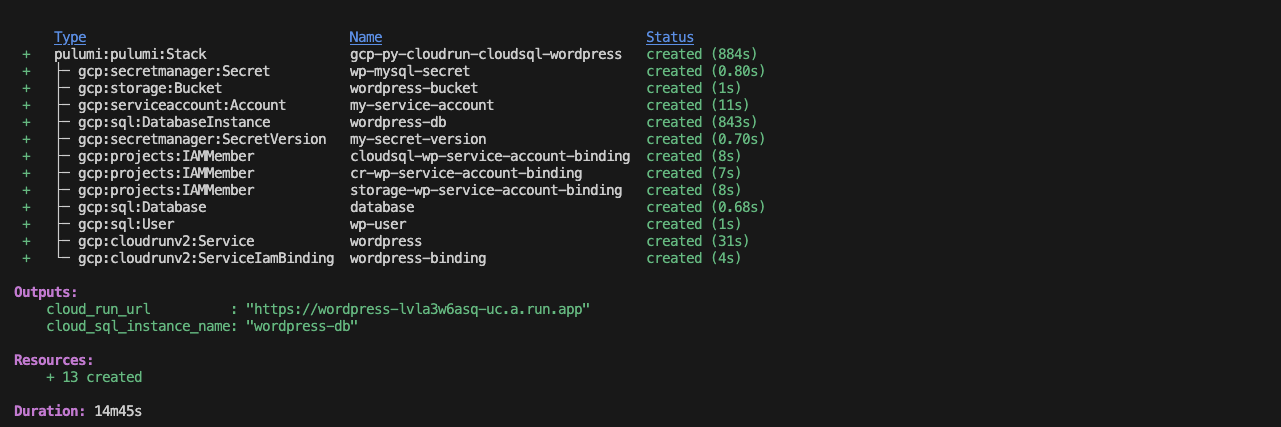 Type Name Status
+ pulumi:pulumi:Stack gcp-py-cloudrun-cloudsql-wordpress created (884s)
+ ├─ gcp:secretmanager:Secret wp-mysql-secret created (0.80s)
+ ├─ gcp:storage:Bucket wordpress-bucket created (1s)
+ ├─ gcp:serviceaccount:Account my-service-account created (11s)
+ ├─ gcp:sql:DatabaseInstance wordpress-db created (843s)
+ ├─ gcp:secretmanager:SecretVersion my-secret-version created (0.70s)
+ ├─ gcp:projects:IAMMember cloudsql-wp-service-account-binding created (8s)
+ ├─ gcp:projects:IAMMember cr-wp-service-account-binding created (7s)
+ ├─ gcp:projects:IAMMember storage-wp-service-account-binding created (8s)
+ ├─ gcp:sql:Database database created (0.68s)
+ ├─ gcp:sql:User wp-user created (1s)
+ ├─ gcp:cloudrunv2:Service wordpress created (31s)
+ └─ gcp:cloudrunv2:ServiceIamBinding wordpress-binding created (4s)
Outputs:
cloud_run_url : "https://wordpress-lvla3w6asq-uc.a.run.app"
cloud_sql_instance_name: "wordpress-db"
Resources:
+ 13 created
Duration: 14m45s